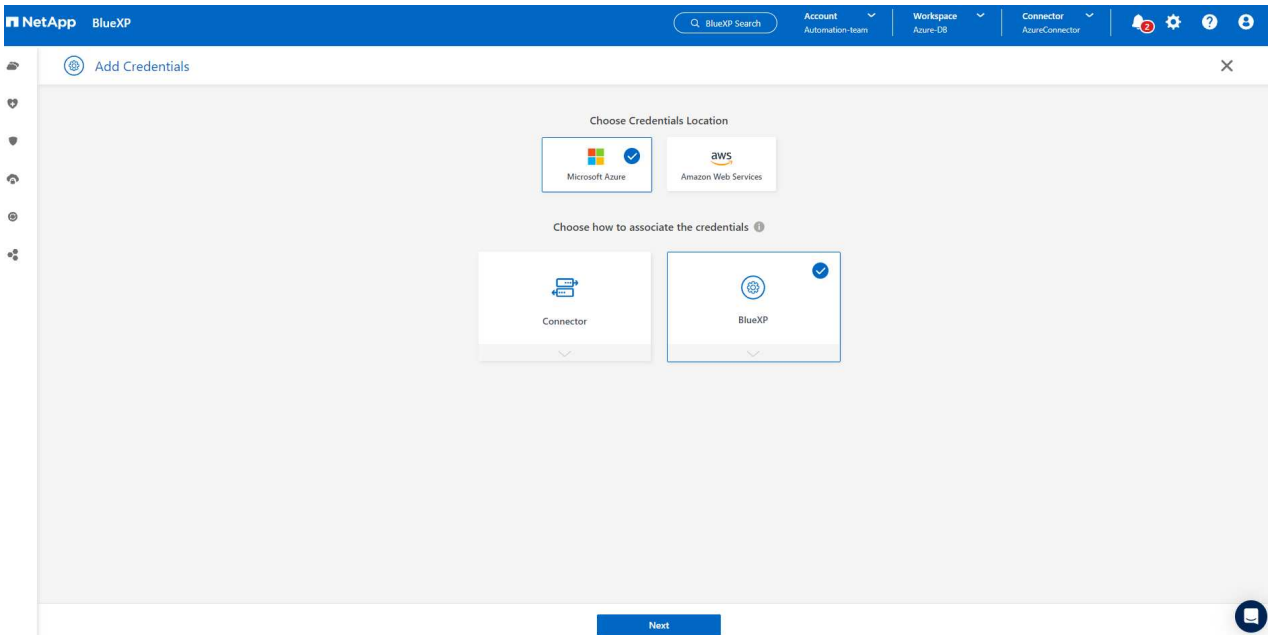 NetApp BlueXP
BlueXP Search
Account
Automation-team
Workspace
Azure-DB
Connector
AzureConnector
2
Add Credentials
Choose Credentials Location
Microsoft Azure
aws
Amazon Web Services
Choose how to associate the credentials
Connector
BlueXP
Next